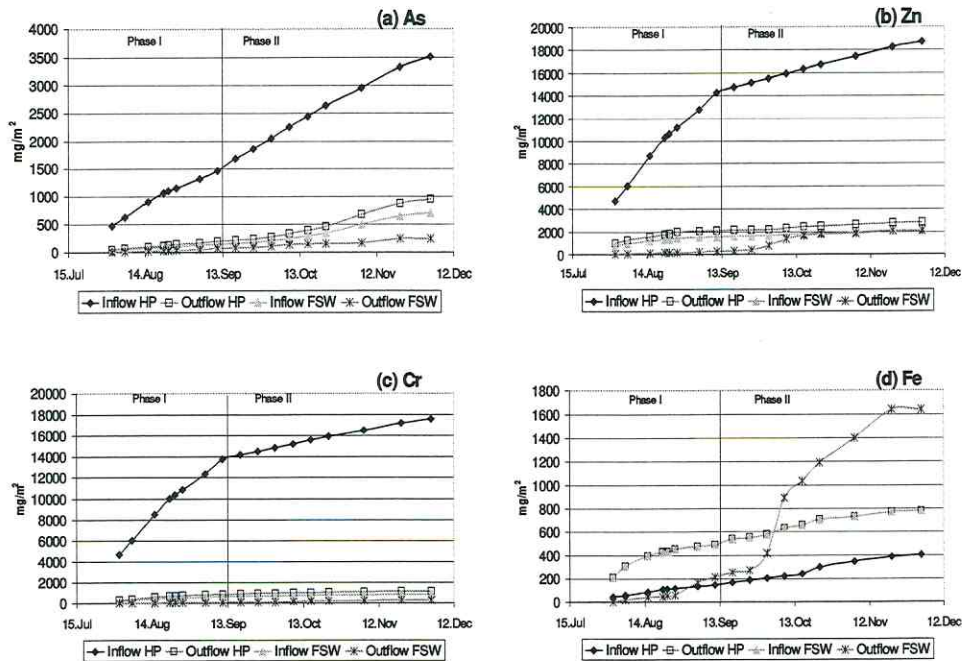 (a) As
Phase I
Phase II
4000
3500
3000
2500
2000
1500
1000
500
0
mg/m²
15.Jul
14.Aug
13.Sep
13.Oct
12.Nov
12.Dec
Inflow HP
Outflow HP
Inflow FSW
Outflow FSW
(b) Zn
Phase I
Phase II
20000
18000
16000
14000
12000
10000
8000
6000
4000
2000
0
mg/m²
15.Jul
14.Aug
13.Sep
13.Oct
12.Nov
12.Dec
Inflow HP
Outflow HP
Inflow FSW
Outflow FSW
(c) Cr
Phase I
Phase II
20000
18000
16000
14000
12000
10000
8000
6000
4000
2000
0
mg/m²
15.Jul
14.Aug
13.Sep
13.Oct
12.Nov
12.Dec
Inflow HP
Outflow HP
Inflow FSW
Outflow FSW
(d) Fe
Phase I
Phase II
1800
1600
1400
1200
1000
800
600
400
200
0
mg/m²
15.Jul
14.Aug
13.Sep
13.Oct
12.Nov
12.Dec
Inflow HP
Outflow HP
Inflow FSW
Outflow FSW